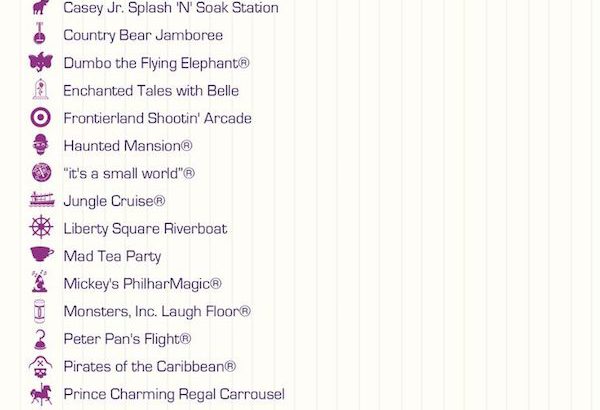 Casey Jr. Splash 'N' Soak Station
Country Bear Jamboree
Dumbo the Flying Elephant®
Enchanted Tales with Belle
Frontierland Shootin' Arcade
Haunted Mansion®
“it's a small world”®
Jungle Cruise®
Liberty Square Riverboat
Mad Tea Party
Mickey's PhilharMagic®
Monsters, Inc. Laugh Floor®
Peter Pan's Flight®
Pirates of the Caribbean®
Prince Charming Regal Carrousel